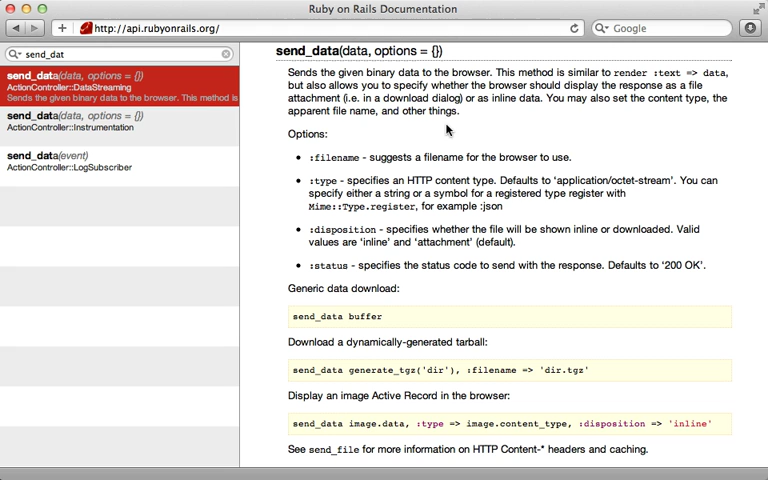 Ruby on Rails Documentation
http://api.rubyonrails.org/
Google
send_dat
send_data(data, options = {})
ActionController::DataStreaming
Sends the given binary data to the browser. This method is
send_data(data, options = {})
ActionController::Instrumentation
send_data(event)
ActionController::LogSubscriber
send_data(data, options = {})
Sends the given binary data to the browser. This method is similar to render :text => data,
but also allows you to specify whether the browser should display the response as a file
attachment (i.e. in a download dialog) or as inline data. You may also set the content type, the
apparent file name, and other things.
Options:
• :filename - suggests a filename for the browser to use.
• :type - specifies an HTTP content type. Defaults to ‘application/octet-stream’. You can
specify either a string or a symbol for a registered type register with
Mime::Type.register, for example :json
• :disposition - specifies whether the file will be shown inline or downloaded. Valid
values are ‘inline’ and ‘attachment’ (default).
• :status - specifies the status code to send with the response. Defaults to ‘200 OK’.
Generic data download:
send_data buffer
Download a dynamically-generated tarball:
send_data generate_tgz('dir'), :filename => 'dir.tgz'
Display an image Active Record in the browser:
send_data image.data, :type => image.content_type, :disposition => 'inline'
See send_file for more information on HTTP Content-* headers and caching.